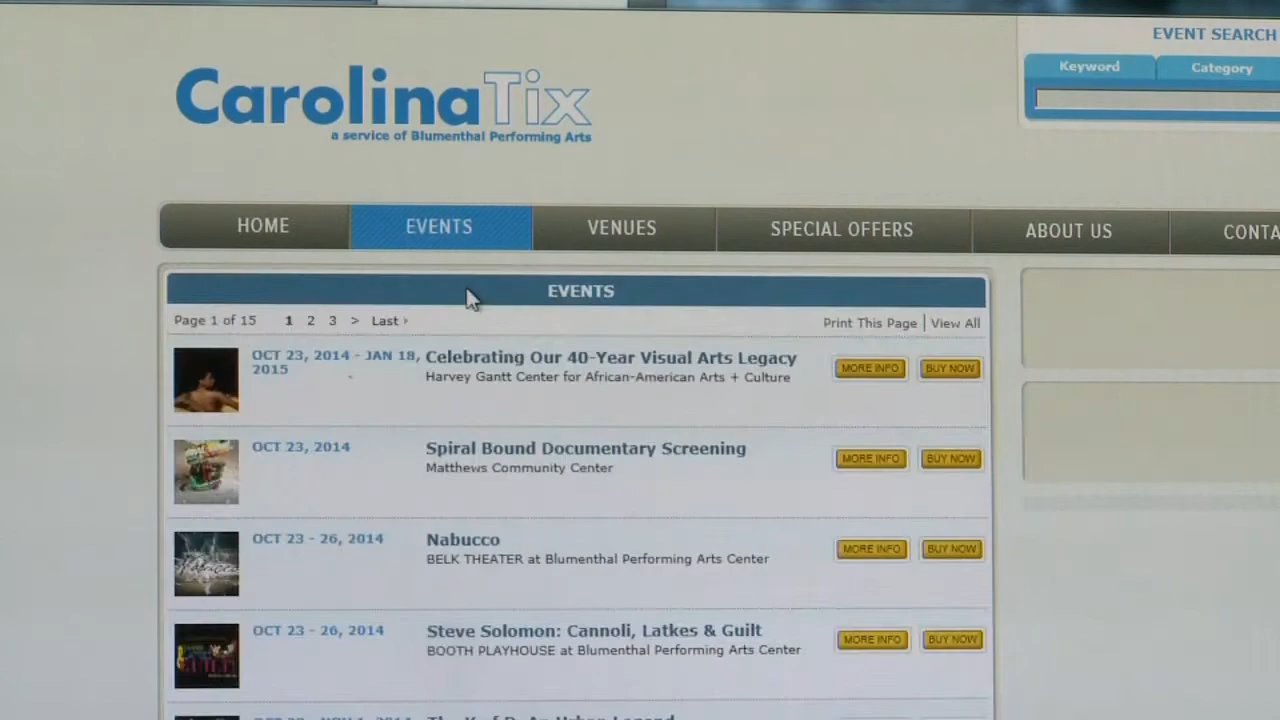 EVENT SEARCH
Keyword
Category
CarolinaTix
a service of Blumenthal Performing Arts
HOME
EVENTS
VENUES
SPECIAL OFFERS
ABOUT US
CONTA
EVENTS
Page 1 of 15 1 2 3 > Last ›
Print This Page | View All
OCT 23, 2014 - JAN 18, 2015
Celebrating Our 40-Year Visual Arts Legacy
Harvey Gantt Center for African-American Arts + Culture
MORE INFO
BUY NOW
OCT 23, 2014
Spiral Bound Documentary Screening
Matthews Community Center
MORE INFO
BUY NOW
OCT 23 - 26, 2014
Nabucco
BELK THEATER at Blumenthal Performing Arts Center
MORE INFO
BUY NOW
OCT 23 - 26, 2014
Steve Solomon: Cannoli, Latkes & Guilt
BOOTH PLAYHOUSE at Blumenthal Performing Arts Center
MORE INFO
BUY NOW